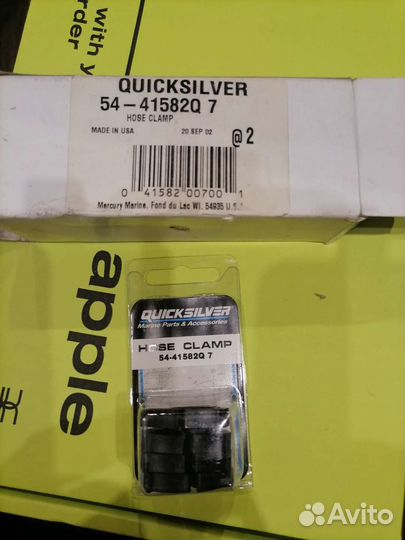 with y
order
QUICKSILVER
54-41582Q 7
HOSE CLAMP
MADE IN USA
20 SEP 02
@2
0 41582 00700 1
Mercury Marine, Fond du Lac WI. 54935 U.S.
apple
QUICKSILVER
Marine Parts & Accessories
HOSE CLAMP
54-41582Q 7
Avito